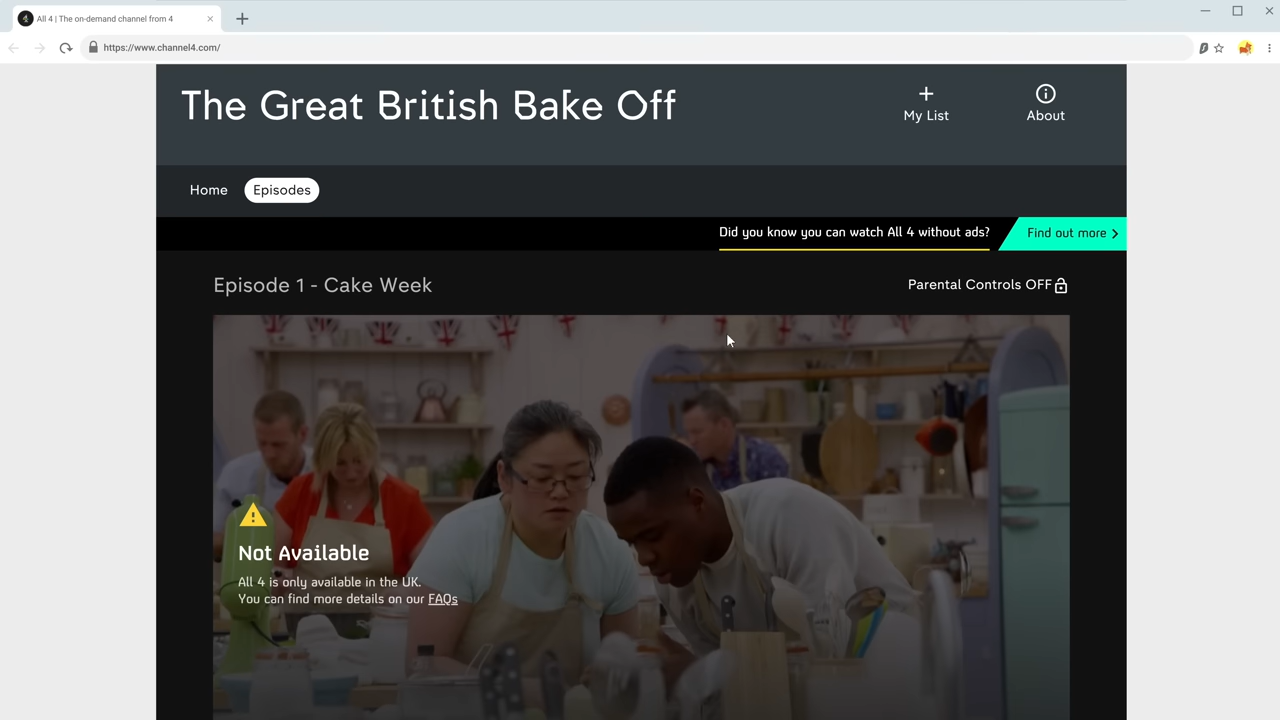 All 4 | The on-demand channel from 4
https://www.channel4.com/
The Great British Bake Off
My List
About
Home
Episodes
Did you know you can watch All 4 without ads?
Find out more
Episode 1 - Cake Week
Parental Controls OFF
Not Available
All 4 is only available in the UK.
You can find more details on our FAQs